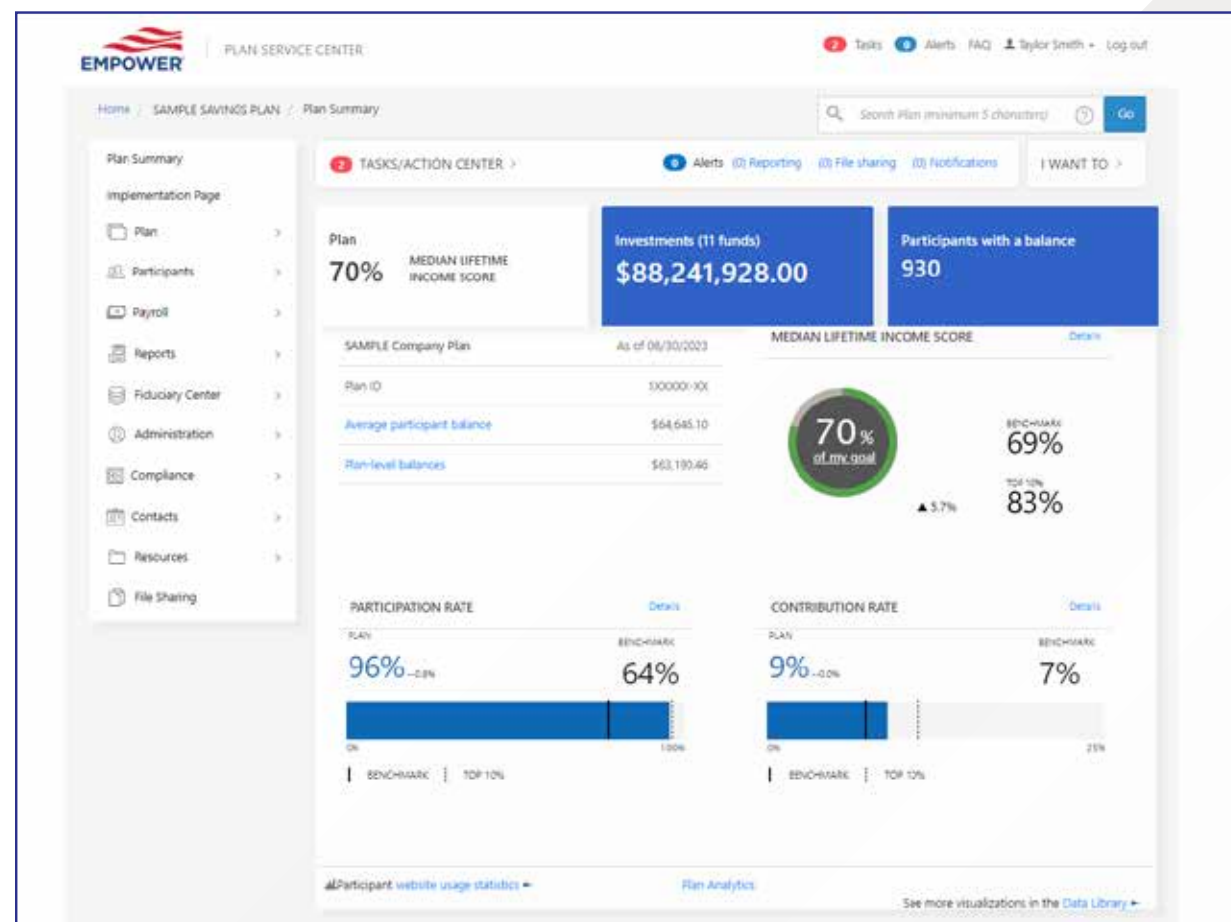 EMPOWER
PLAN SERVICE CENTER
2 Tasks 0 Alerts FAQ Taylor Smith Log out
Home / SAMPLE SAVINGS PLAN / Plan Summary
Search Plan (minimum 5 characters) ? Go
Plan Summary
Implementation Page
Plan
Participants
Payroll
Reports
Fiduciary Center
Administration
Compliance
Contacts
Resources
File Sharing
2 TASKS/ACTION CENTER >
0 Alerts (0) Reporting (0) File sharing (0) Notifications
I WANT TO >
Plan
70% MEDIAN LIFETIME
INCOME SCORE
Investments (11 funds)
$88,241,928.00
Participants with a balance
930
SAMPLE Company Plan As of 06/30/2023
Plan ID
Average participant balance $64,645.10
Plan-level balances $63,190.46
MEDIAN LIFETIME INCOME SCORE Details
70%
of my goal
BENCHMARK
69%
TOP 10%
83%
▲ 5.7%
PARTICIPATION RATE Details
PLAN
96%
BENCHMARK
64%
0% 100%
BENCHMARK TOP 10%
CONTRIBUTION RATE Details
PLAN
9% --0.0%
BENCHMARK
7%
0% 25%
BENCHMARK TOP 10%
Participant website usage statistics
Plan Analytics
See more visualizations in the Data Library